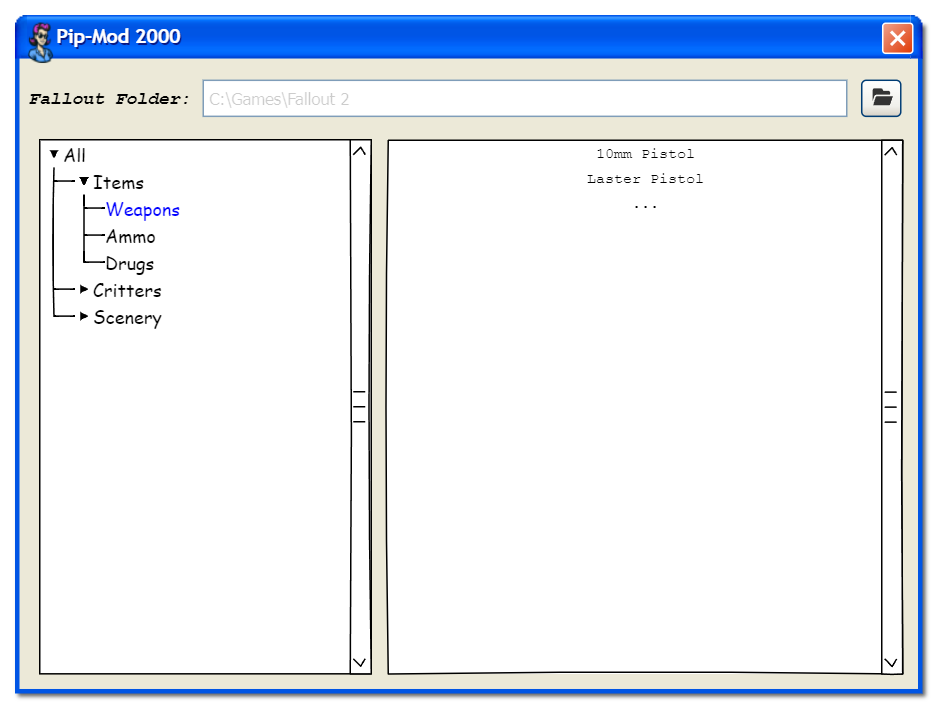 Pip-Mod 2000
Fallout Folder:
C:\Games\Fallout 2
All
Items
Weapons
Ammo
Drugs
Critters
Scenery
10mm Pistol
Laster Pistol
...